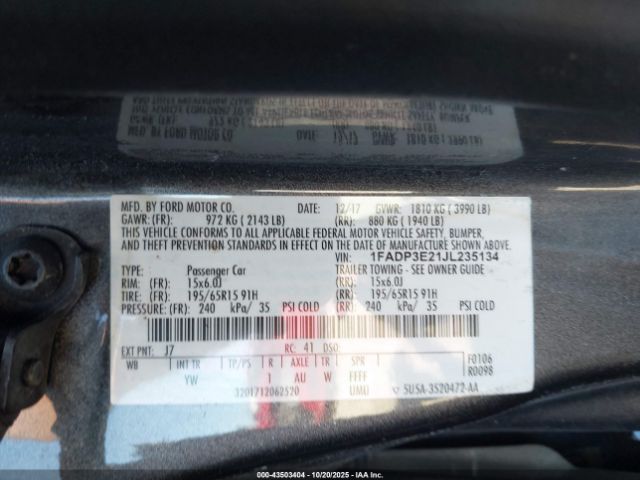 MFD. BY FORD MOTOR CO. DATE: 12/17 GVWR: 1810 KG ( 3990 LB)
GAWR: (FR) 972 KG ( 2143 LB) (RR): 880 KG ( 1940 LB)
THIS VEHICLE CONFORMS TO ALL APPLICABLE FEDERAL MOTOR VEHICLE SAFETY, BUMPER,
AND THEFT PREVENTION STANDARDS IN EFFECT ON THE DATE OF MANUFACTURE SHOWN ABOVE.
VIN: 1FADP3E21JL235134
TYPE: Passenger Car TRAILER TOWING - SEE OWNER GUIDE
RIM: (FR): 15x6.0J (RR): 15x6.0J
TIRE: (FR): 195/65R15 91H (RR): 195/65R15 91H
PRESSURE: (FR) 240 kPa/ 35 PSI COLD (RR): 240 kPa/ 35 PSI COLD
EXT PNT: J7 RC: 41 DSO: F0106
WB INT TR TP/PS R AXLE TR SPR R0098
YW 1 AU W FFFF
3201712062520 UMO 5U5A-3520472-AA
000-43503404 | 10/20/2025 | © IAA, LLC